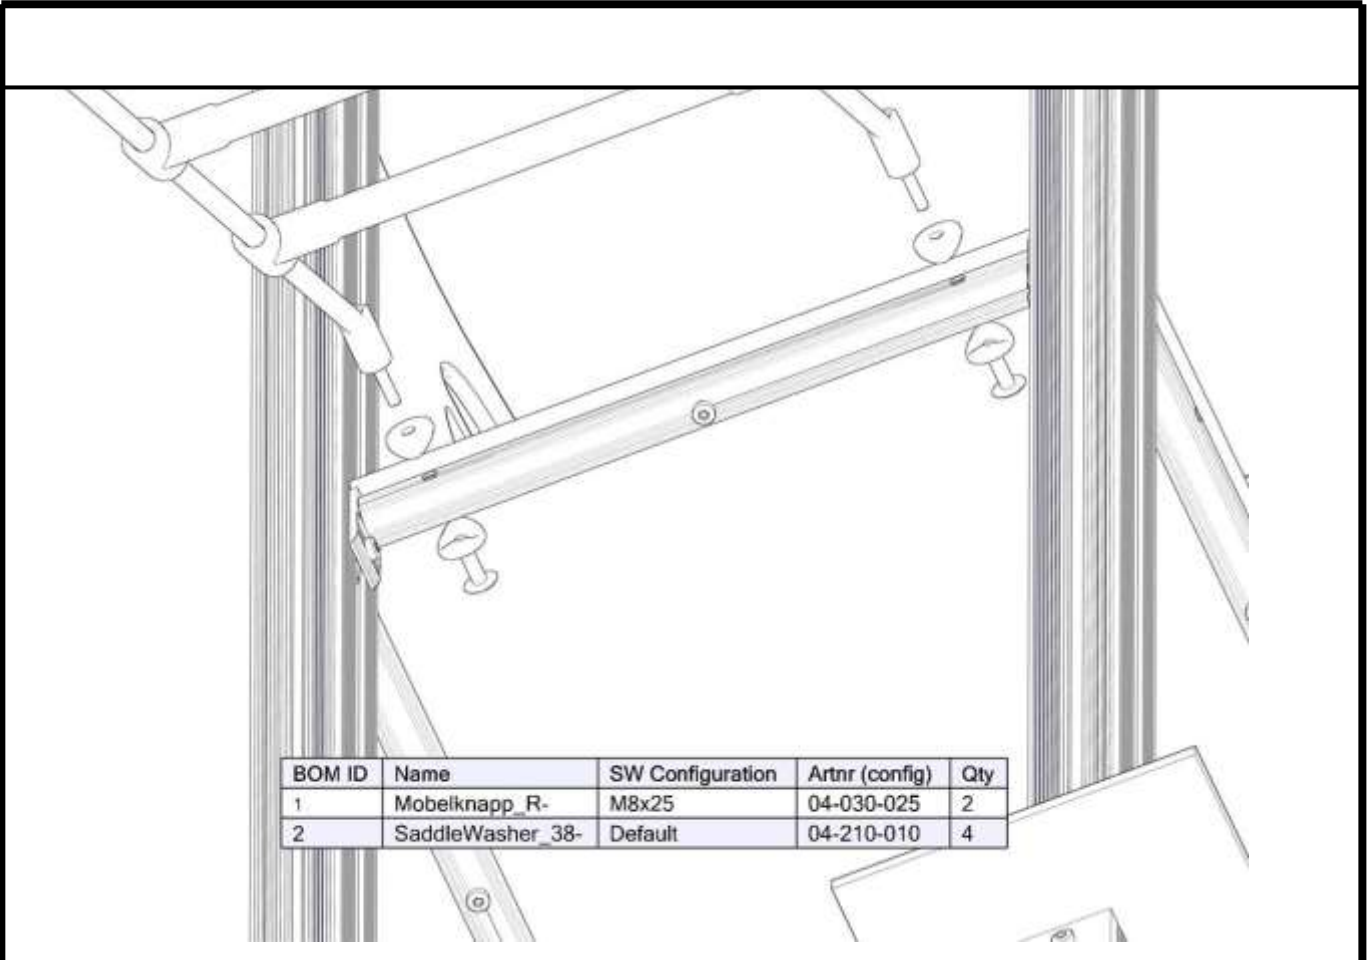 BOM ID Name SW Configuration Artnr (config) Qty
1 Mobelknapp_R- M8x25 04-030-025 2
2 SaddleWasher_38- Default 04-210-010 4